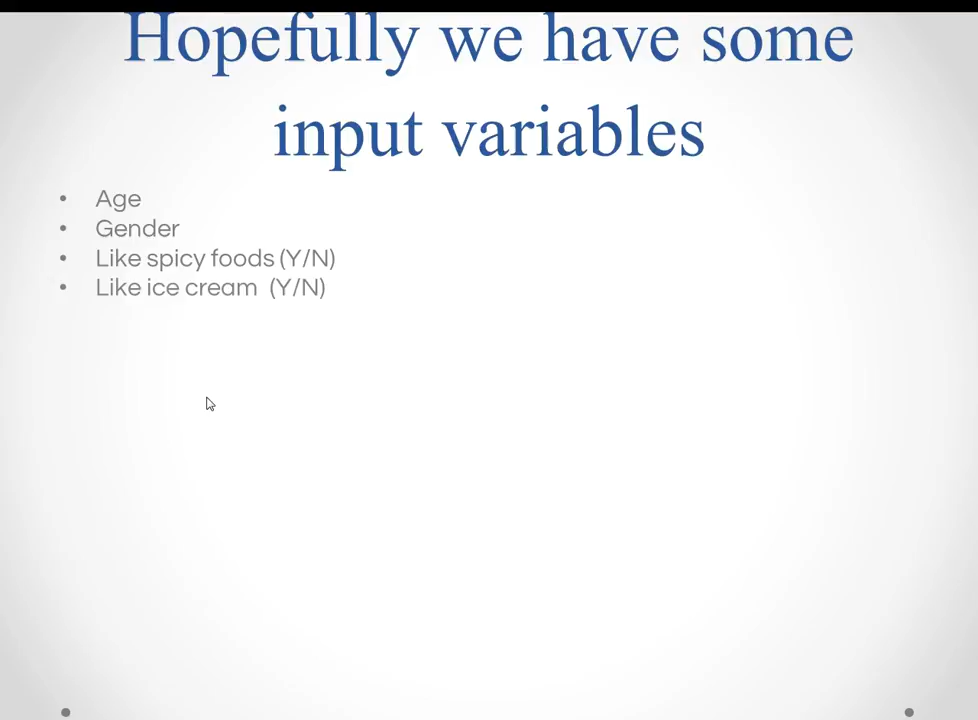 Hopefully we have some
input variables
• Age
• Gender
• Like spicy foods (Y/N)
• Like ice cream  (Y/N)